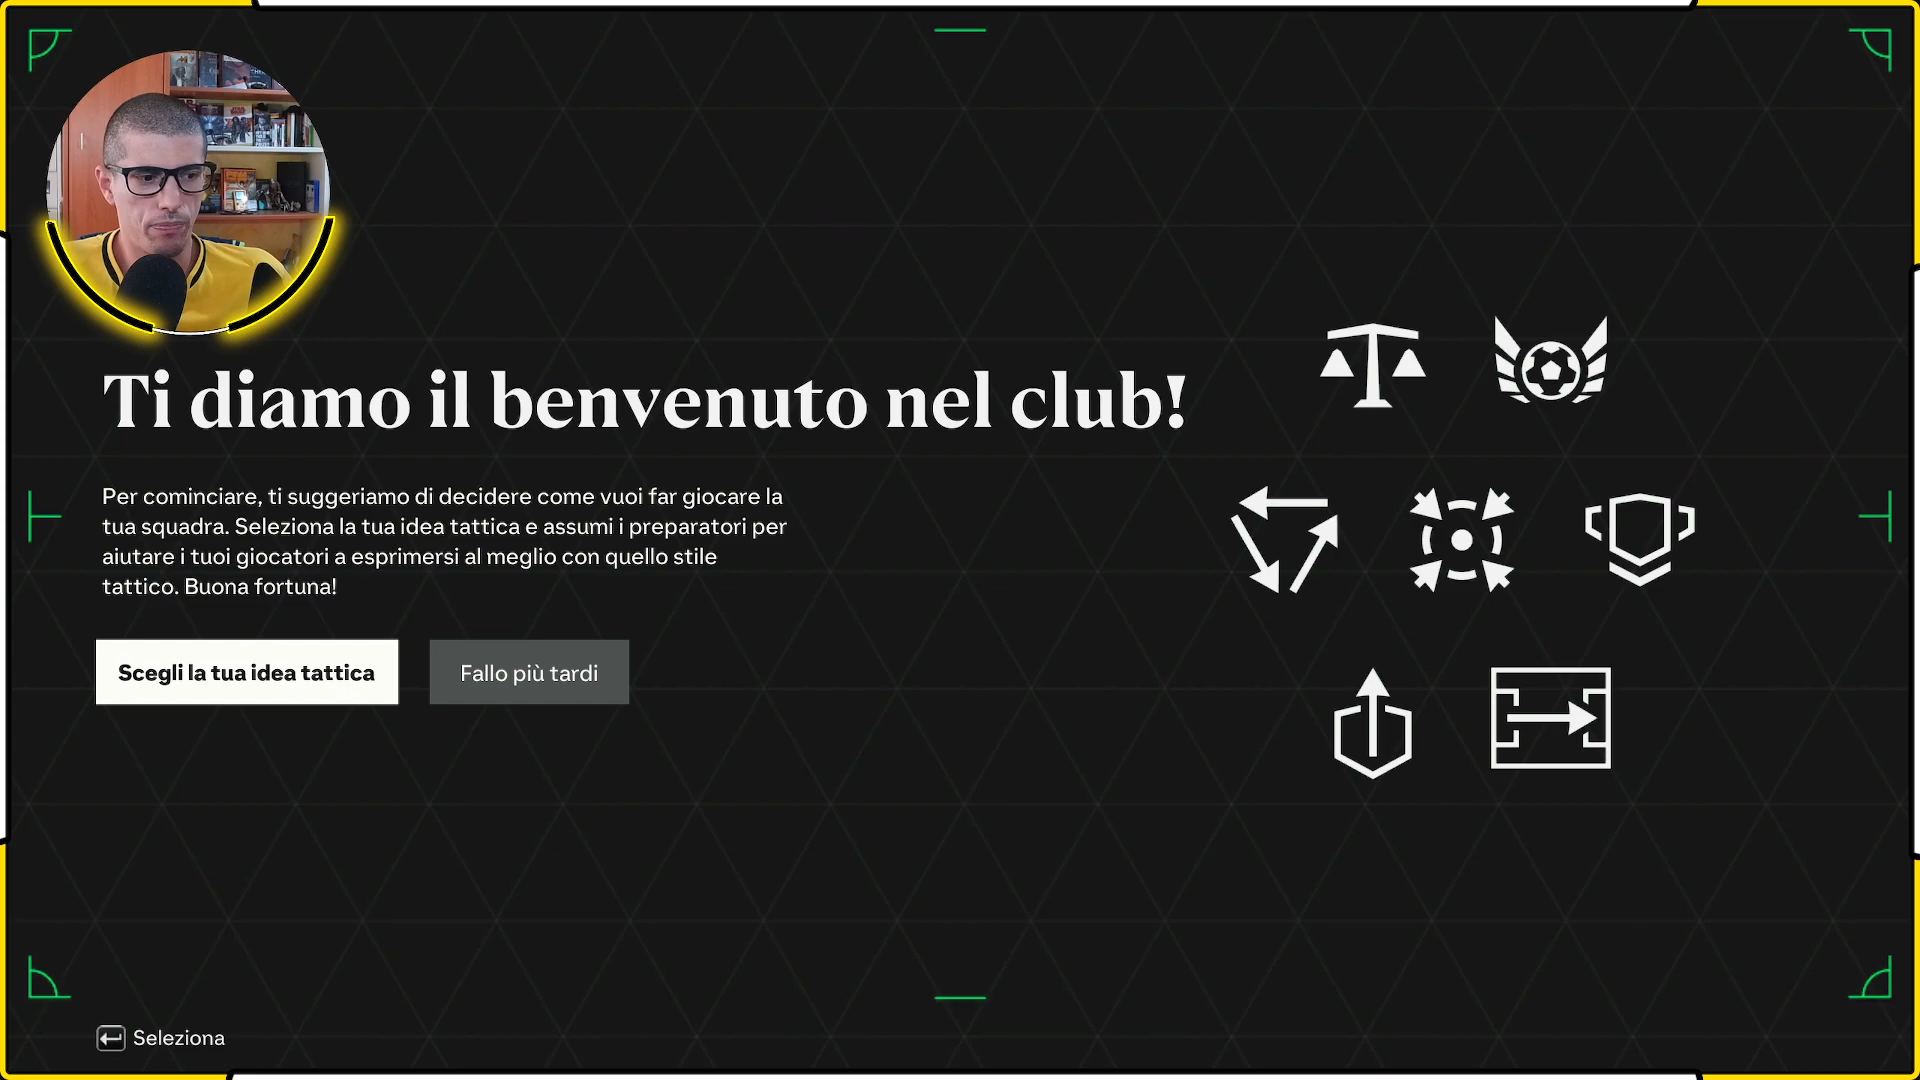 Ti diamo il benvenuto nel club!
Per cominciare, ti suggeriamo di decidere come vuoi far giocare la
tua squadra. Seleziona la tua idea tattica e assumi i preparatori per
aiutare i tuoi giocatori a esprimersi al meglio con quello stile
tattico. Buona fortuna!
Scegli la tua idea tattica
Fallo più tardi
Seleziona